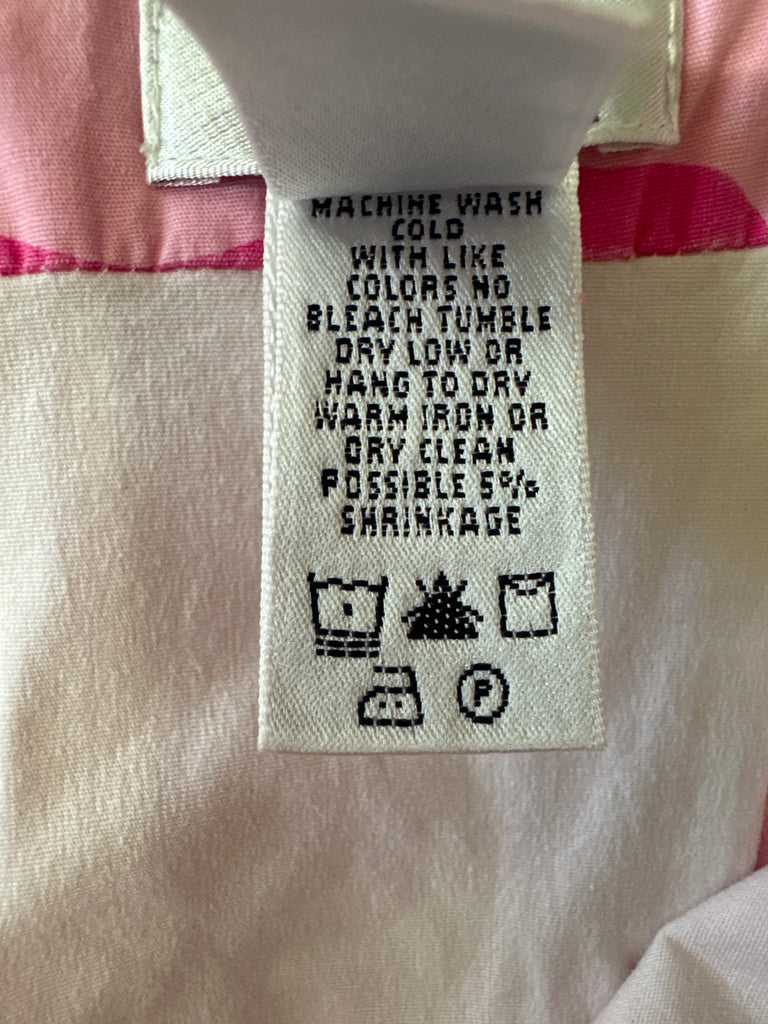 MACHINE WASH
COLD
WITH LIKE
COLORS NO
BLEACH TUMBLE
DRY LOW OR
HANG TO DRY
WARM IRON OR
DRY CLEAN
POSSIBLE 5%
SHRINKAGE
P